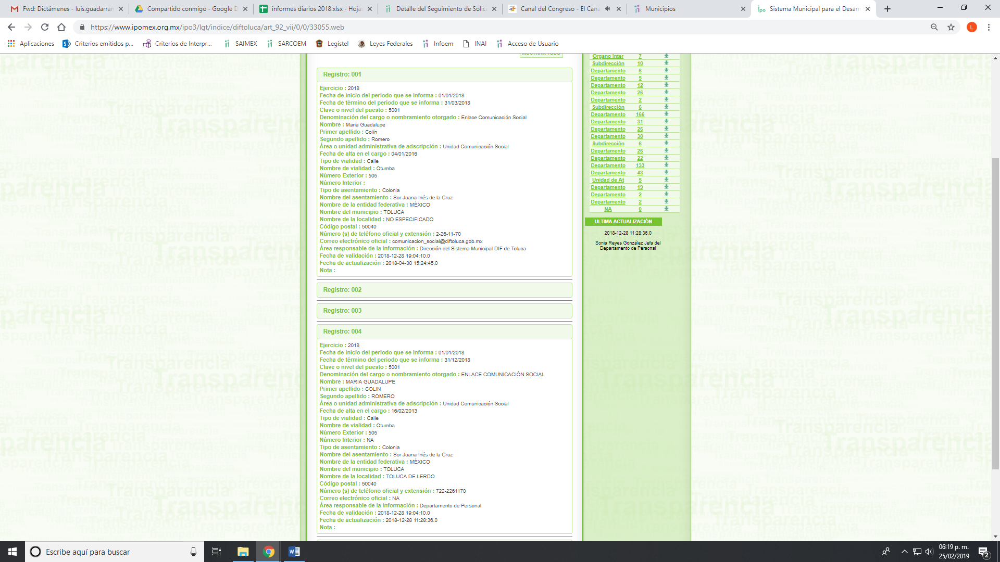 Fwd: Dictámenes - luis.guadarran
Compartido conmigo - Google D
informes diarios 2018.xlsx - Hojas
Detalle del Seguimiento de Solici
Canal del Congreso - El Cana
Municipios
Sistema Municipal para el Desarr
https://www.ipomex.org.mx/ipo3/lgt/indice/diftoluca/art_92_vii/0/0/33055.web
L
Aplicaciones
Criterios emitidos p...
Criterios de Interpr...
SAIMEX
SARCOEM
Legistel
Leyes Federales
Infoem
INAI
Acceso de Usuario
MOSTRAR TODO
Registro: 001
Ejercicio : 2018
Fecha de inicio del periodo que se informa : 01/01/2018
Fecha de término del periodo que se informa : 31/03/2018
Clave o nivel del puesto : 5001
Denominación del cargo o nombramiento otorgado : Enlace Comunicación Social
Nombre : Maria Guadalupe
Primer apellido : Colín
Segundo apellido : Romero
Área o unidad administrativa de adscripción : Unidad Comunicación Social
Fecha de alta en el cargo : 04/01/2016
Tipo de vialidad : Calle
Nombre de vialidad : Otumba
Número Exterior : 505
Número Interior :
Tipo de asentamiento : Colonia
Nombre del asentamiento : Sor Juana Inés de la Cruz
Nombre de la entidad federativa : MÉXICO
Nombre del municipio : TOLUCA
Nombre de la localidad : NO ESPECIFICADO
Código postal : 50040
Número (s) de teléfono oficial y extensión : 2-26-11-70
Correo electrónico oficial : comunicacion_social@diftoluca.gob.mx
Área responsable de la información : Dirección del Sistema Municipal DIF de Toluca
Fecha de validación : 2018-12-28 19:04:10.0
Fecha de actualización : 2018-04-30 15:24:45.0
Nota :
Registro: 002
Registro: 003
Registro: 004
Ejercicio : 2018
Fecha de inicio del periodo que se informa : 01/01/2018
Fecha de término del periodo que se informa : 31/12/2018
Clave o nivel del puesto : 5001
Denominación del cargo o nombramiento otorgado : ENLACE COMUNICACIÓN SOCIAL
Nombre : MARIA GUADALUPE
Primer apellido : COLIN
Segundo apellido : ROMERO
Área o unidad administrativa de adscripción : Unidad Comunicación Social
Fecha de alta en el cargo : 16/02/2013
Tipo de vialidad : Calle
Nombre de vialidad : Otumba
Número Exterior : 505
Número Interior : NA
Tipo de asentamiento : Colonia
Nombre del asentamiento : Sor Juana Inés de la Cruz
Nombre de la entidad federativa : MÉXICO
Nombre del municipio : TOLUCA
Nombre de la localidad : TOLUCA DE LERDO
Código postal : 50040
Número (s) de teléfono oficial y extensión : 722-2261170
Correo electrónico oficial : NA
Área responsable de la información : Departamento de Personal
Fecha de validación : 2018-12-28 19:04:10.0
Fecha de actualización : 2018-12-28 11:28:36.0
Nota :
Organo Inter 7
Subdirección 10
Departamento 6
Departamento 5
Departamento 12
Departamento 26
Departamento 2
Subdirección 6
Departamento 166
Departamento 31
Departamento 26
Departamento 30
Subdirección 6
Departamento 26
Departamento 22
Departamento 133
Departamento 43
Unidad de At 5
Departamento 19
Departamento 2
Departamento 2
NA 0
ULTIMA ACTUALIZACIÓN
2018-12-28 11:28:36.0
Sonia Reyes González Jefa del
Departamento de Personal
Escribe aquí para buscar
06:19 p. m.
25/02/2019
2